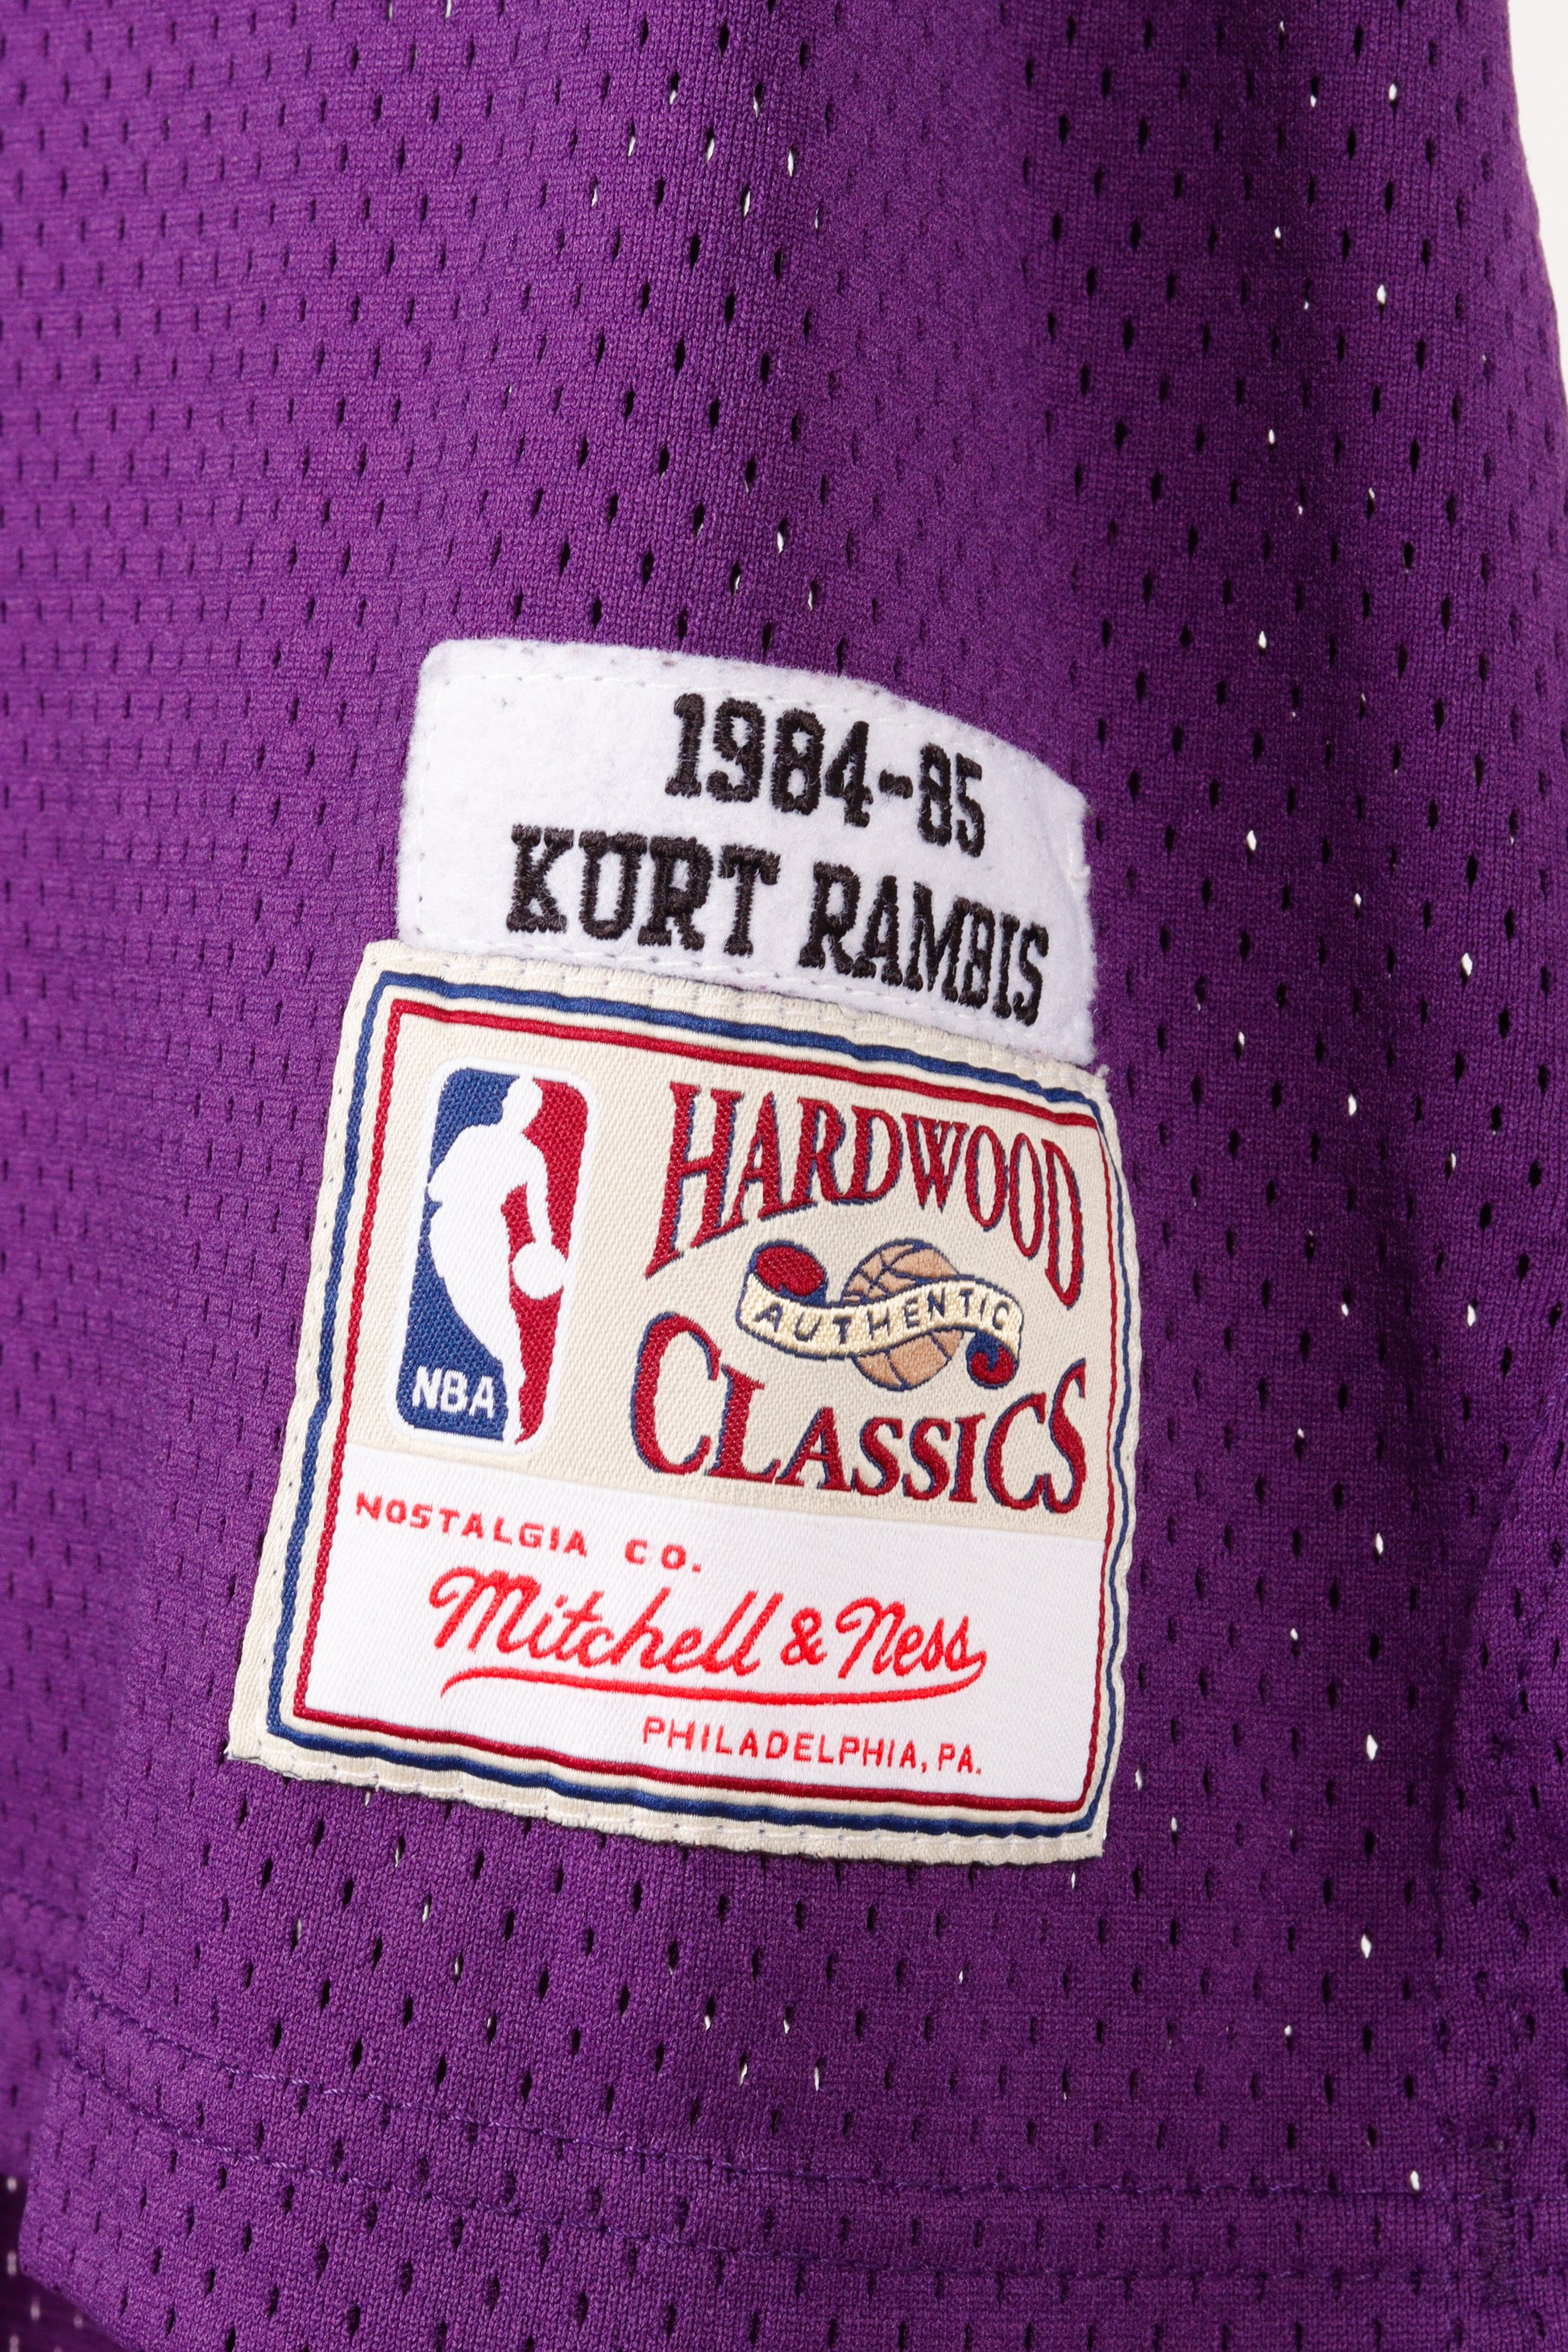 1984-85
KURT RAMBIS
HARDWOOD
AUTHENTIC
CLASSICS
NBA
NOSTALGIA CO.
Mitchell & Ness
PHILADELPHIA, PA.